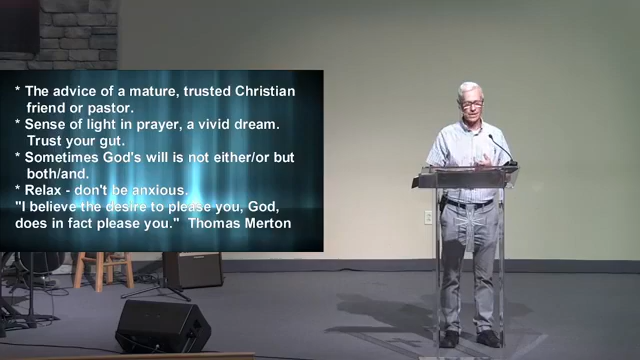 * The advice of a mature, trusted Christian
friend or pastor.
* Sense of light in prayer, a vivid dream.
Trust your gut.
* Sometimes God's will is not either/or but
both/and.
* Relax - don't be anxious.
"I believe the desire to please you, God,
does in fact please you." Thomas Merton